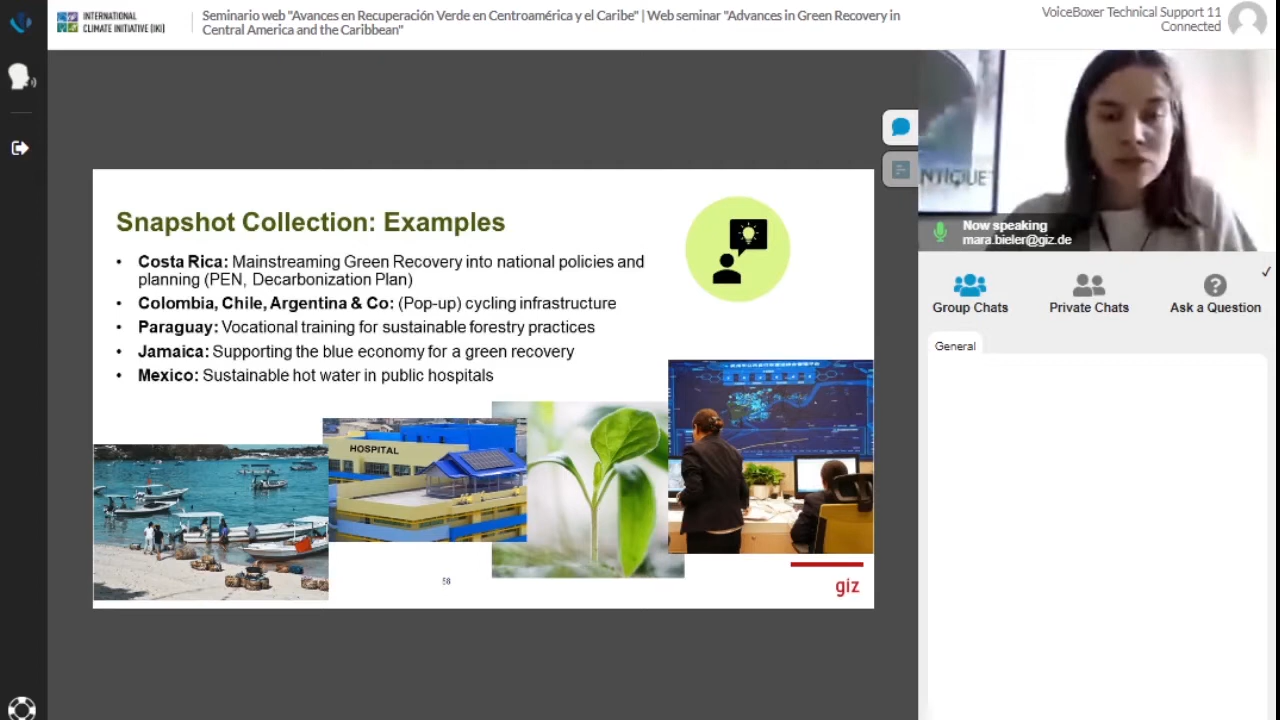 INTERNATIONAL
CLIMATE INITIATIVE (IKI)
Seminario web "Avances en Recuperación Verde en Centroamérica y el Caribe" | Web seminar "Advances in Green Recovery in
Central America and the Caribbean"
VoiceBoxer Technical Support 11
Connected
Snapshot Collection: Examples
• Costa Rica: Mainstreaming Green Recovery into national policies and
planning (PEN, Decarbonization Plan)
• Colombia, Chile, Argentina & Co: (Pop-up) cycling infrastructure
• Paraguay: Vocational training for sustainable forestry practices
• Jamaica: Supporting the blue economy for a green recovery
• Mexico: Sustainable hot water in public hospitals
HOSPITAL
58
giz
NTIQUE
Now speaking
mara.bieler@giz.de
Group Chats
Private Chats
Ask a Question
General